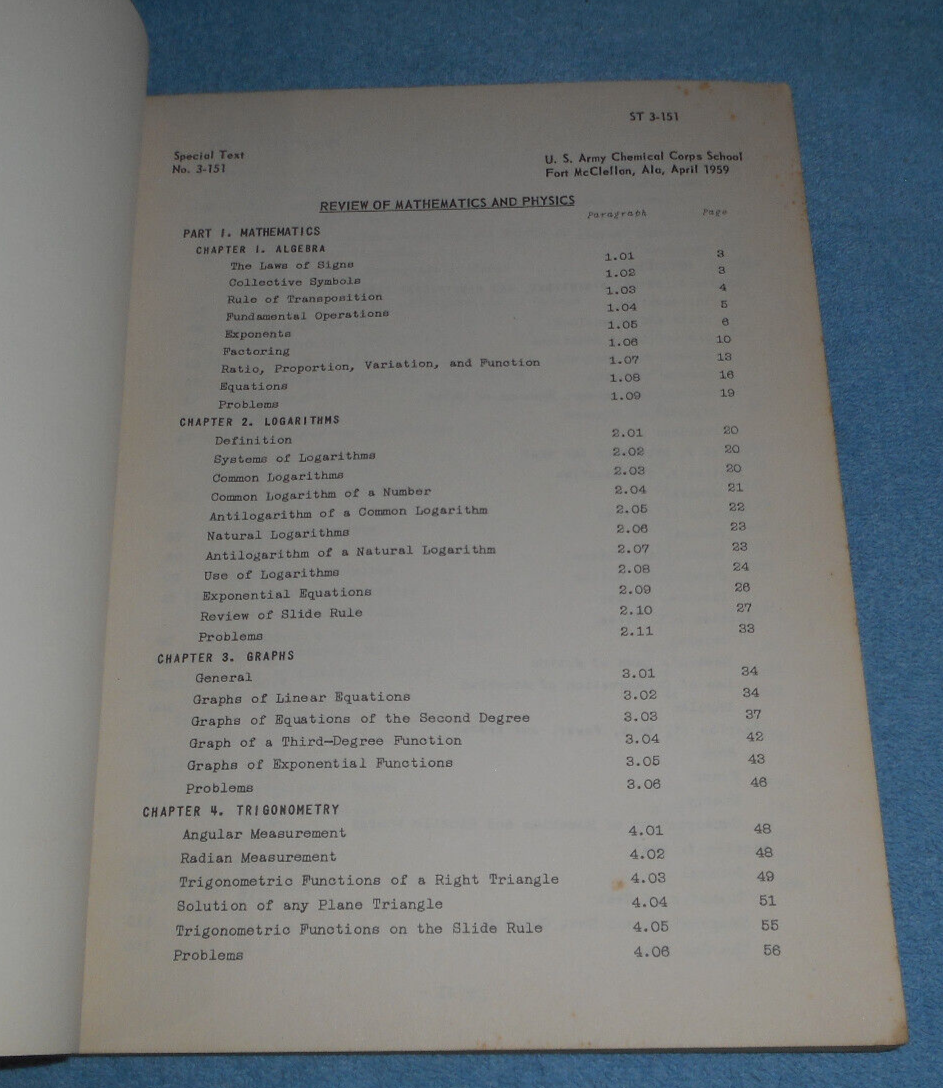 ST 3-151
Special Text
No. 3-151
U. S. Army Chemical Corps School
Fort McClellan, Ala, April 1959
REVIEW OF MATHEMATICS AND PHYSICS
Paragraph Page
PART I. MATHEMATICS
CHAPTER 1. ALGEBRA
The Laws of Signs 1.01 3
Collective Symbols 1.02 3
Rule of Transposition 1.03 4
Fundamental Operations 1.04 5
Exponents 1.05 6
Factoring 1.06 10
Ratio, Proportion, Variation, and Function 1.07 13
Equations 1.08 16
Problems 1.09 19
CHAPTER 2. LOGARITHMS
Definition 2.01 20
Systems of Logarithms 2.02 20
Common Logarithms 2.03 20
Common Logarithm of a Number 2.04 21
Antilogarithm of a Common Logarithm 2.05 22
Natural Logarithms 2.06 23
Antilogarithm of a Natural Logarithm 2.07 23
Use of Logarithms 2.08 24
Exponential Equations 2.09 26
Review of Slide Rule 2.10 27
Problems 2.11 33
CHAPTER 3. GRAPHS
General 3.01 34
Graphs of Linear Equations 3.02 34
Graphs of Equations of the Second Degree 3.03 37
Graph of a Third-Degree Function 3.04 42
Graphs of Exponential Functions 3.05 43
Problems 3.06 46
CHAPTER 4. TRIGONOMETRY
Angular Measurement 4.01 48
Radian Measurement 4.02 48
Trigonometric Functions of a Right Triangle 4.03 49
Solution of any Plane Triangle 4.04 51
Trigonometric Functions on the Slide Rule 4.05 55
Problems 4.06 56